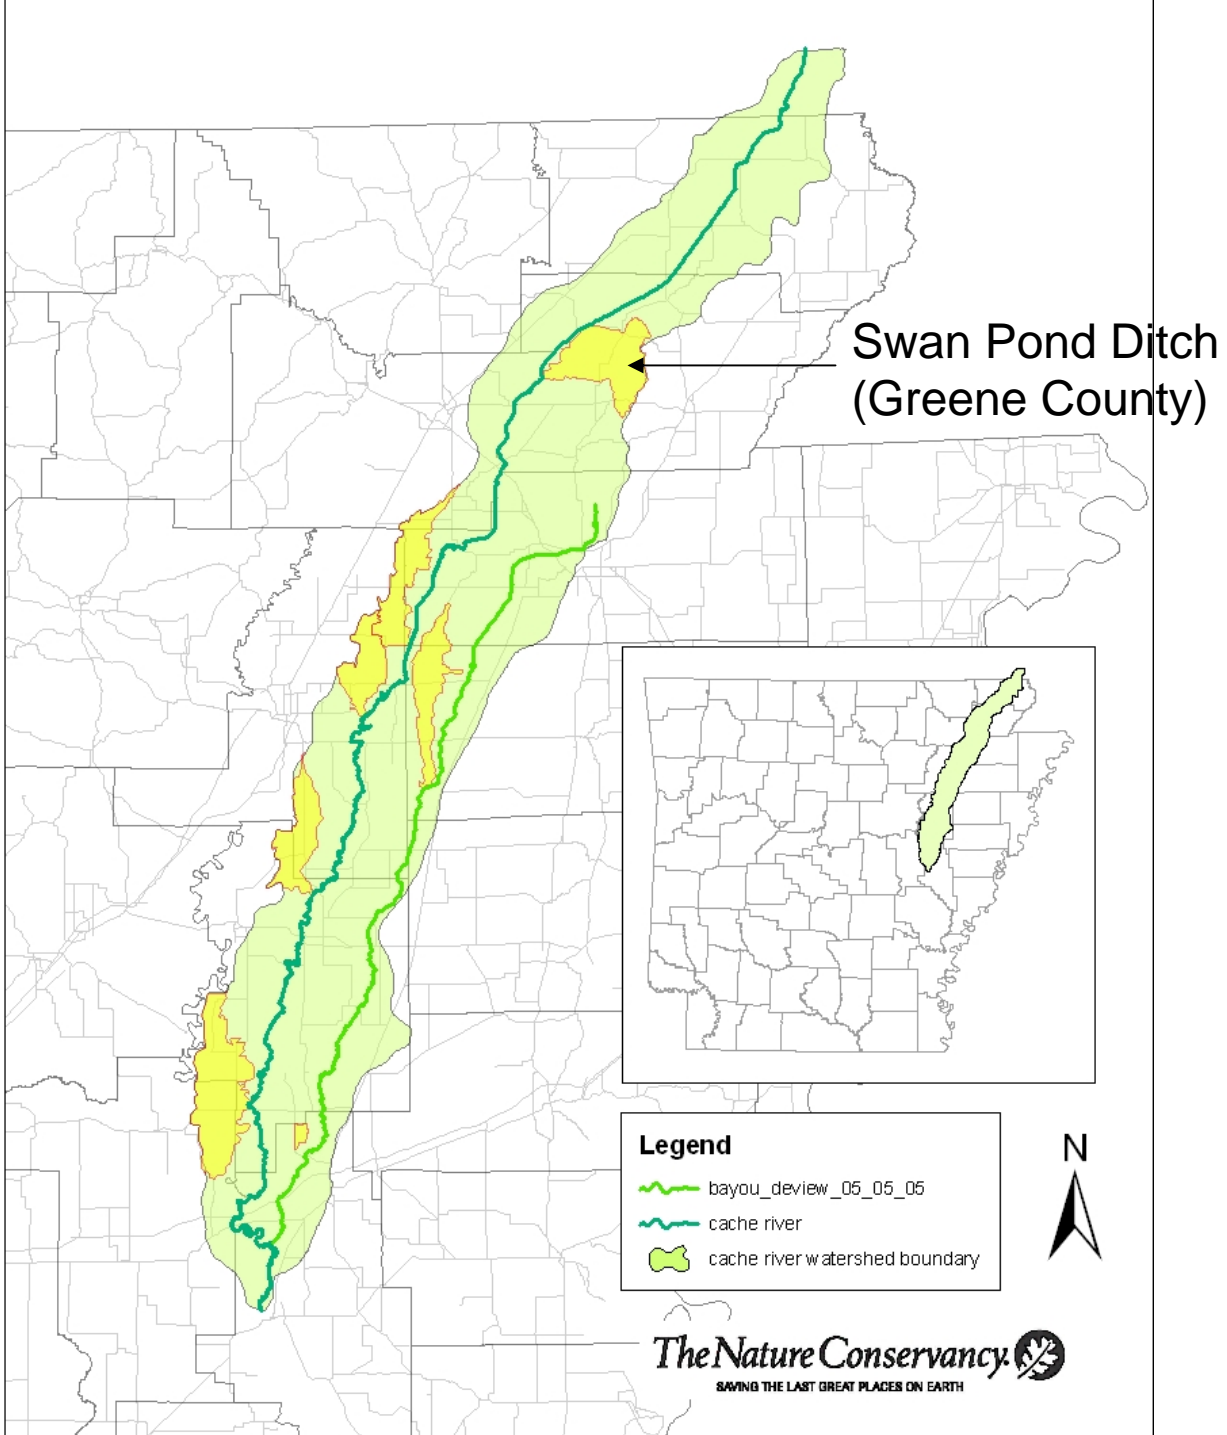 Swan Pond Ditch
(Greene County)
Legend
bayou_deview_05_05_05
cache river
cache river watershed boundary
N
The Nature Conservancy.
SAVING THE LAST GREAT PLACES ON EARTH